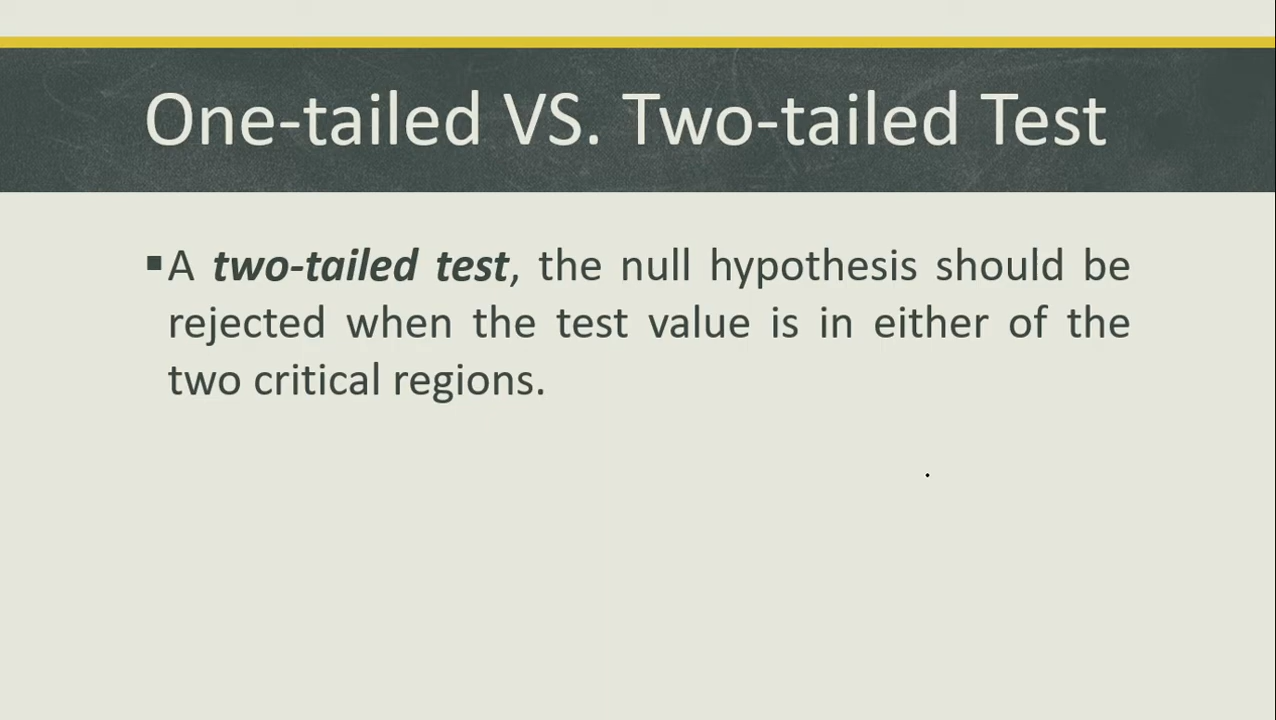 One-tailed VS. Two-tailed Test
▪A two-tailed test, the null hypothesis should be
rejected when the test value is in either of the
two critical regions.